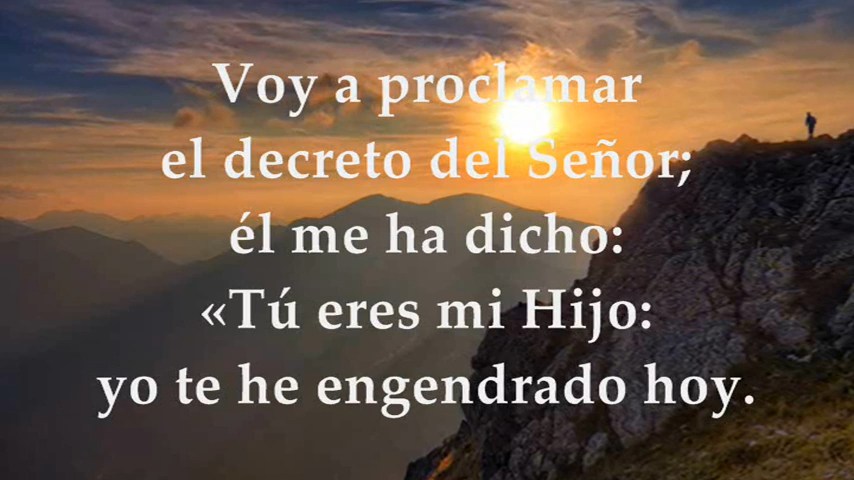 Voy a proclamar
el decreto del Señor;
él me ha dicho:
«Tú eres mi Hijo:
yo te he engendrado hoy.